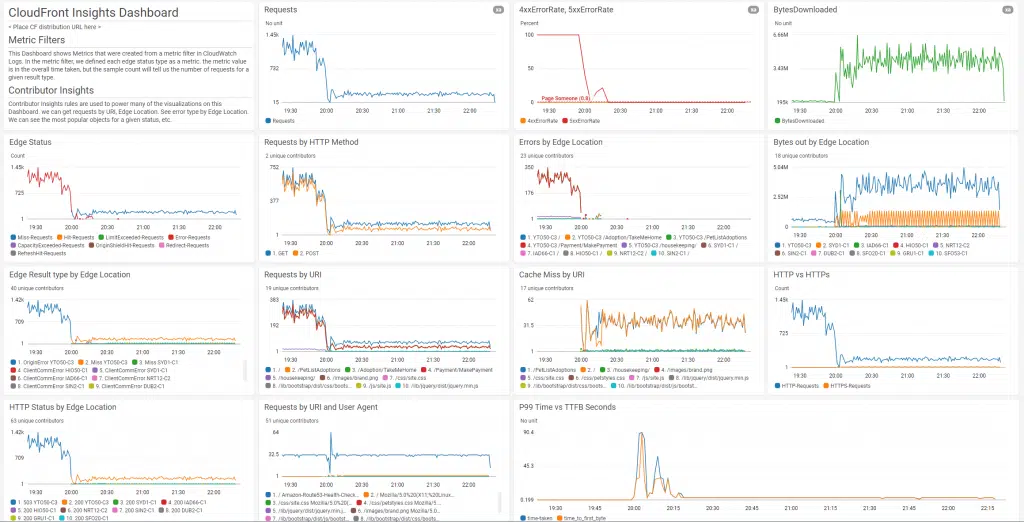 CloudFront Insights Dashboard
< Place CF distribution URL here >
Metric Filters
This Dashboard shows Metrics that were created from a metric filter in CloudWatch
Logs. In the metric filter, we defined each edge status type as a metric. the metric value
is in the overall time taken, but the sample count will tell us the number of requests for a
given result type.
Contributor Insights
Contributor Insights rules are used to power many of the visualizations on this
Dashboard. we can get requests by URI, Edge Location. See error type by Edge Location.
We can see the most popular objects for a given status, etc.
Requests
No unit
1.45k
732
15
19:30 20:00 20:30 21:00 21:30 22:00
Requests
4xxErrorRate, 5xxErrorRate
Percent
100
50
Page Someone (0.8)
0
19:30 20:00 20:30 21:00 21:30 22:00
4xxErrorRate 5xxErrorRate
BytesDownloaded
No unit
6.66M
3.43M
195k
19:30 20:00 20:30 21:00 21:30 22:00
BytesDownloaded
Edge Status
Count
1.45k
725
1
19:30 20:00 20:30 21:00 21:30 22:00
Miss-Requests Hit-Requests LimitExceeded-Requests Error-Requests
CapacityExceeded-Requests OriginShield-Hit-Requests Redirect-Requests
RefreshHit-Requests
Requests by HTTP Method
2 unique contributors
752
377
1
19:30 20:00 20:30 21:00 21:30 22:00
1. GET 2. POST
Errors by Edge Location
23 unique contributors
350
176
1
19:30 20:00 20:30 21:00 21:30 22:00
1. YTO50-C3 / 2. YTO50-C3 /Adoption/TakeMeHome 3. YTO50-C3 /PetListAdoptions
4. YTO50-C3 /Payment/MakePayment 5. YTO50-C3 /housekeeping/ 6. SYD1-C1 /
7. IAD66-C1 / 8. HIO50-C1 / 9. NRT12-C2 / 10. SIN2-C1 /
Bytes out by Edge Location
18 unique contributors
5.04M
2.52M
0
19:30 20:00 20:30 21:00 21:30 22:00
1. YTO50-C3 2. SYD1-C1 3. IAD66-C1 4. HIO50-C1 5. NRT12-C2
6. SIN2-C1 7. DUB2-C1 8. SFO20-C1 9. GRU1-C1 10. SFO53-C1
Edge Result type by Edge Location
40 unique contributors
1.42k
709
1
19:30 20:00 20:30 21:00 21:30 22:00
1. OriginError YTO50-C3 2. Miss YTO50-C3 3. Miss SYD1-C1
4. ClientCommError HIO50-C1 5. ClientCommError SYD1-C1
6. ClientCommError IAD66-C1 7. ClientCommError NRT12-C2
8. ClientCommError SIN2-C1 9. ClientCommError DUB2-C1
Requests by URI
19 unique contributors
383
192
1
19:30 20:00 20:30 21:00 21:30 22:00
1. / 2. /PetListAdoptions 3. /Adoption/TakeMeHome 4. /Payment/MakePayment
5. /housekeeping/ 6. /images/brand.png 7. /css/site.css
8. /lib/bootstrap/dist/css/boots... 9. /js/site.js 10. /lib/jquery/dist/jquery.min.js
Cache Miss by URI
17 unique contributors
62
31.5
1
19:30 20:00 20:30 21:00 21:30 22:00
1. /PetListAdoptions 2. / 3. /housekeeping/ 4. /images/brand.png
5. /css/site.css 6. /css/petstyles.css 7. /js/site.js 8. /lib/jquery/dist/jquery.min.js
9. /lib/bootstrap/dist/css/boots... 10. /lib/bootstrap/dist/js/bootst...
HTTP vs HTTPs
Count
1.45k
725
1
19:30 20:00 20:30 21:00 21:30 22:00
HTTP-Requests HTTPS-Requests
HTTP Status by Edge Location
63 unique contributors
1.42k
709
1
19:30 20:00 20:30 21:00 21:30 22:00
1. 503 YTO50-C3 2. 200 YTO50-C3 3. 200 SYD1-C1 4. 200 IAD66-C1
5. 200 HIO50-C1 6. 200 NRT12-C2 7. 200 SIN2-C1 8. 200 DUB2-C1
9. 200 GRU1-C1 10. 200 SFO20-C1
Requests by URI and User Agent
51 unique contributors
64
32.5
1
19:30 20:00 20:30 21:00 21:30 22:00
1. / Amazon-Route53-Health-Check... 2. / Mozilla/5.0%20(X11;%20Linux...
3. /css/site.css Mozilla/5.0%20(... 4. /css/petstyles.css Mozilla/5....
5. /lib/jquery/dist/jquery.min.j... 6. /images/brand.png Mozilla/5.0...
7. /lib/bootstrap/dist/js/bootst... 8. /lib/bootstrap/dist/css/boots...
P99 Time vs TTFB Seconds
No unit
90.4
45.3
0.199
19:30 19:45 20:00 20:15 20:30 20:45 21:00 21:15 21:30 21:45 22:00 22:15
time-taken time_to_first_byte